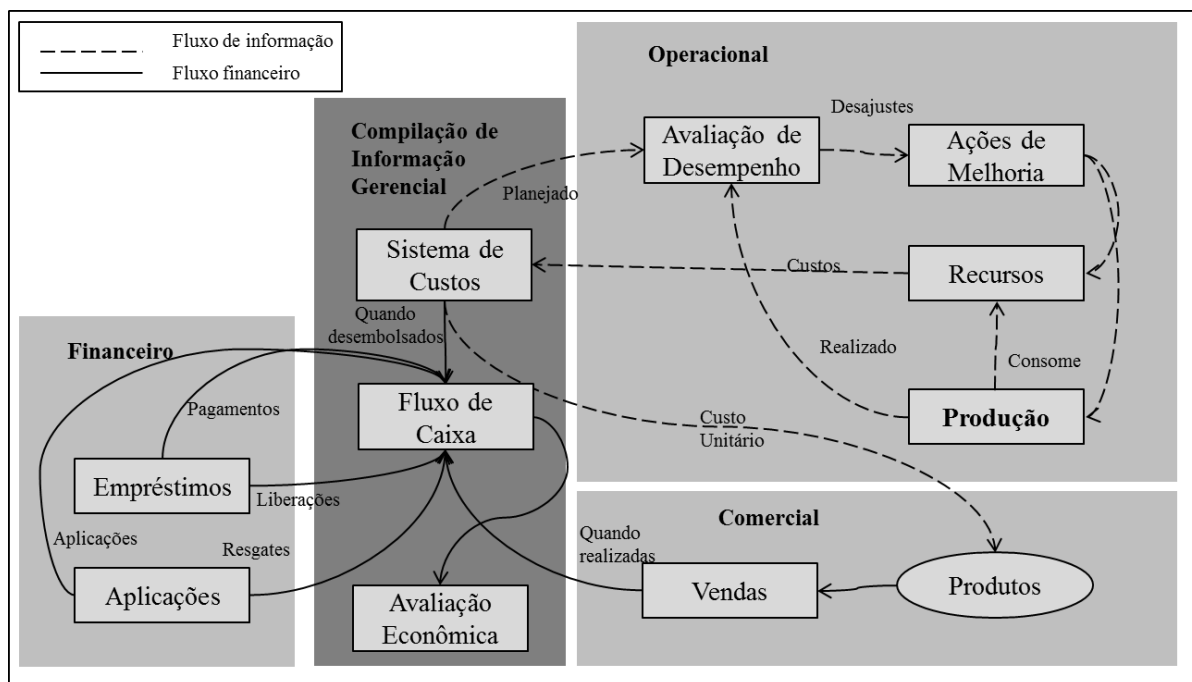 Fluxo de informação
Fluxo financeiro
Operacional
Compilação de
Informação
Gerencial
Avaliação de
Desempenho
Desajustes
Ações de
Melhoria
Planejado
Sistema de
Custos
Custos
Recursos
Quando
desembolsados
Realizado
Consome
Produção
Financeiro
Pagamentos
Fluxo de
Caixa
Custo
Unitário
Empréstimos
Liberações
Aplicações
Resgates
Aplicações
Avaliação
Econômica
Comercial
Quando
realizadas
Vendas
Produtos